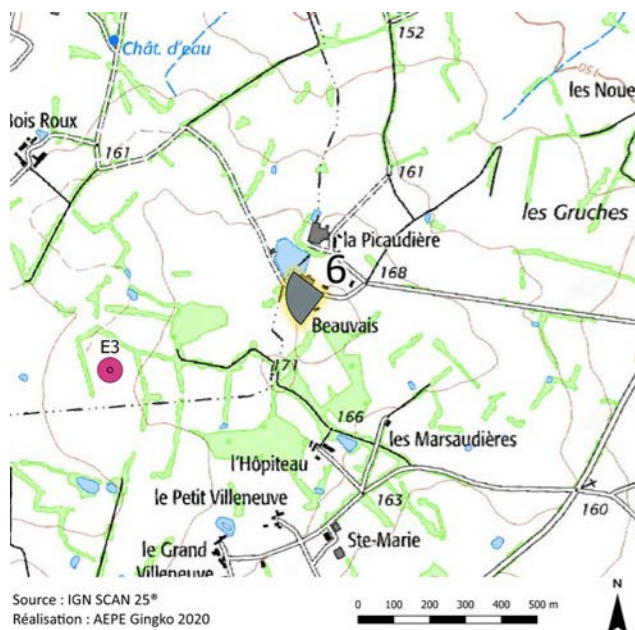 152
Chât. d'eau
150
les Noue
Bois Roux
161
161
les Gruches
la Picaudière
6
168
Beauvais
E3
171
166
les Marsaudières
l'Hôpiteau
le Petit Villeneuve
163
160
Ste-Marie
le Grand
Villeneuve
Source : IGN SCAN 25®
Réalisation : AEPE Gingko 2020
0 100 200 300 400 500 m
N